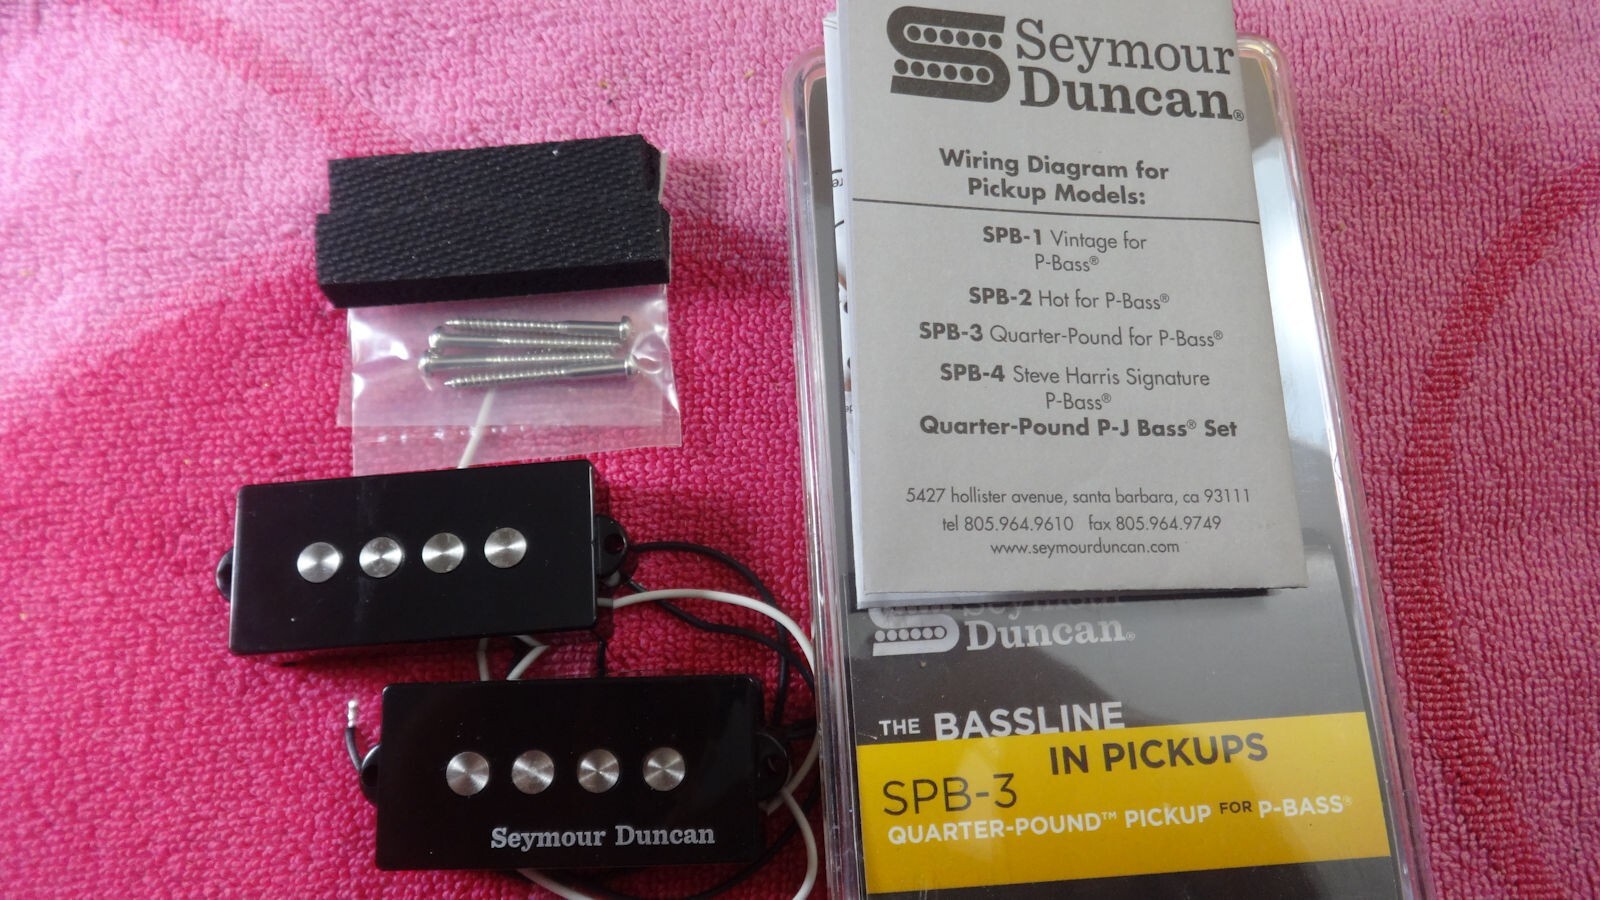 Seymour
Duncan®
Wiring Diagram for
Pickup Models:
SPB-1 Vintage for
P-Bass®
SPB-2 Hot for P-Bass®
SPB-3 Quarter-Pound for P-Bass®
SPB-4 Steve Harris Signature
P-Bass®
Quarter-Pound P-J Bass® Set
5427 hollister avenue, santa barbara, ca 93111
tel 805.964.9610 fax 805.964.9749
www.seymourduncan.com
Seymour
Duncan®
THE BASSLINE
IN PICKUPS
SPB-3
QUARTER-POUND™ PICKUP FOR P-BASS®
Seymour Duncan